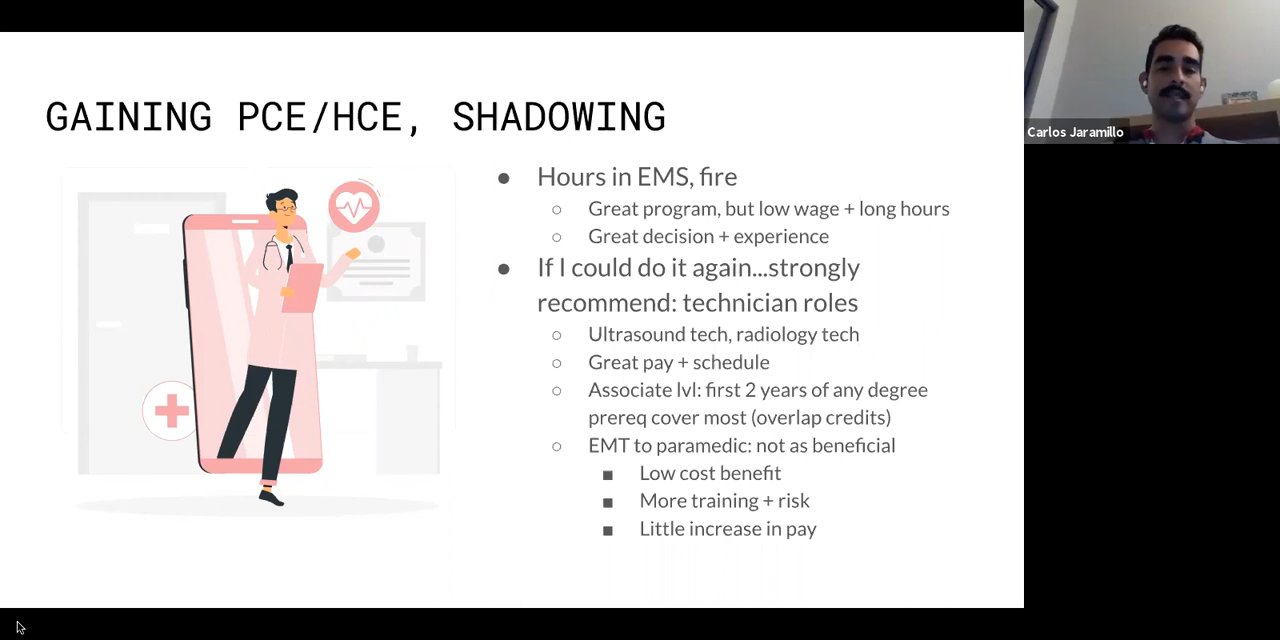 GAINING PCE/HCE, SHADOWING
Carlos Jaramillo
● Hours in EMS, fire
○ Great program, but low wage + long hours
○ Great decision + experience
● If I could do it again...strongly
recommend: technician roles
○ Ultrasound tech, radiology tech
○ Great pay + schedule
○ Associate lvl: first 2 years of any degree
prereq cover most (overlap credits)
○ EMT to paramedic: not as beneficial
■ Low cost benefit
■ More training + risk
■ Little increase in pay